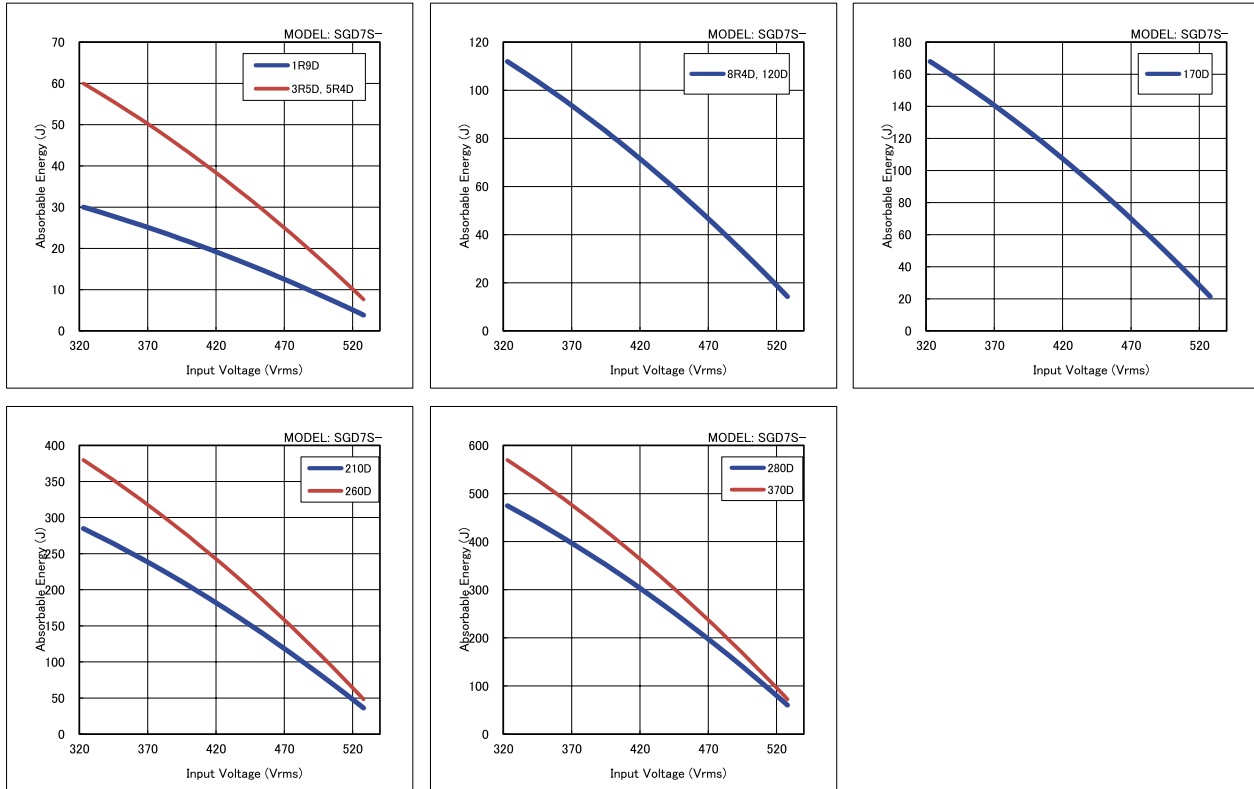 MODEL: SGD7S-
1R9D
3R5D, 5R4D
Absorbable Energy (J)
70
60
50
40
30
20
10
0
320 370 420 470 520
Input Voltage (Vrms)
MODEL: SGD7S-
8R4D, 120D
Absorbable Energy (J)
120
100
80
60
40
20
0
320 370 420 470 520
Input Voltage (Vrms)
MODEL: SGD7S-
170D
Absorbable Energy (J)
180
160
140
120
100
80
60
40
20
0
320 370 420 470 520
Input Voltage (Vrms)
MODEL: SGD7S-
210D
260D
Absorbable Energy (J)
400
350
300
250
200
150
100
50
0
320 370 420 470 520
Input Voltage (Vrms)
MODEL: SGD7S-
280D
370D
Absorbable Energy (J)
600
500
400
300
200
100
0
320 370 420 470 520
Input Voltage (Vrms)